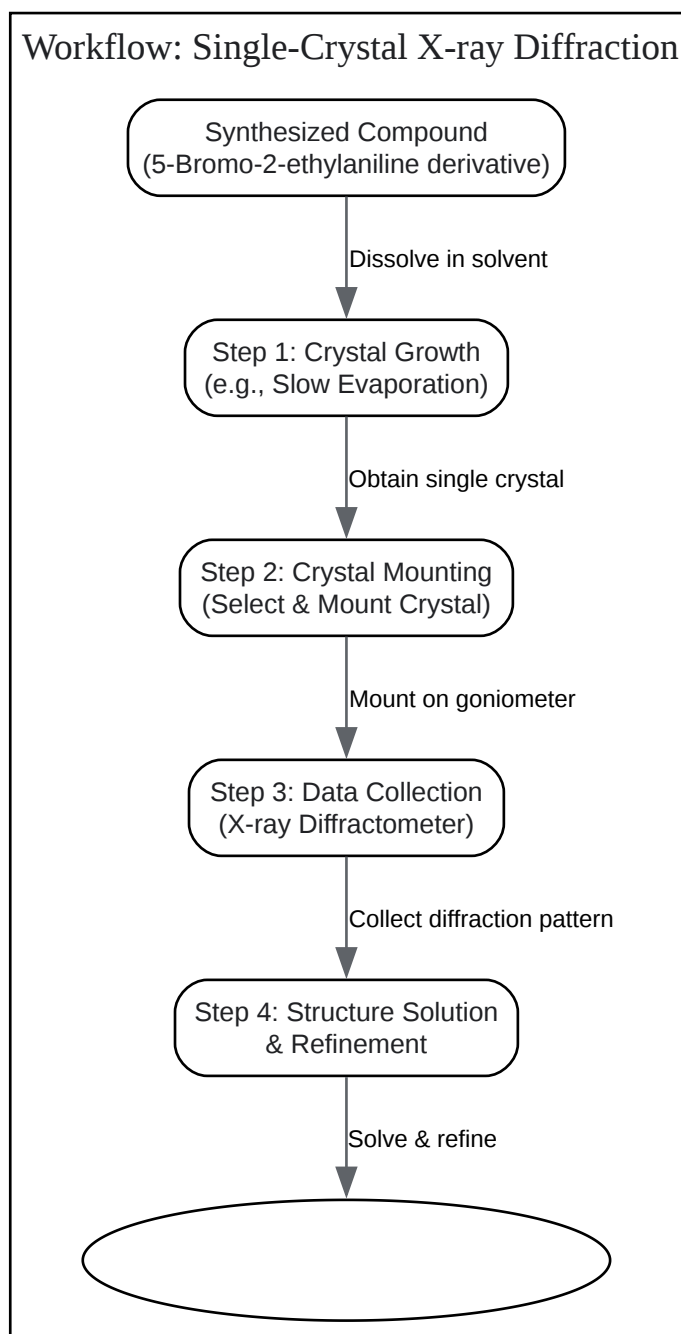 Workflow: Single-Crystal X-ray Diffraction
Synthesized Compound
(5-Bromo-2-ethylaniline derivative)
Dissolve in solvent
Step 1: Crystal Growth
(e.g., Slow Evaporation)
Obtain single crystal
Step 2: Crystal Mounting
(Select & Mount Crystal)
Mount on goniometer
Step 3: Data Collection
(X-ray Diffractometer)
Collect diffraction pattern
Step 4: Structure Solution
& Refinement
Solve & refine